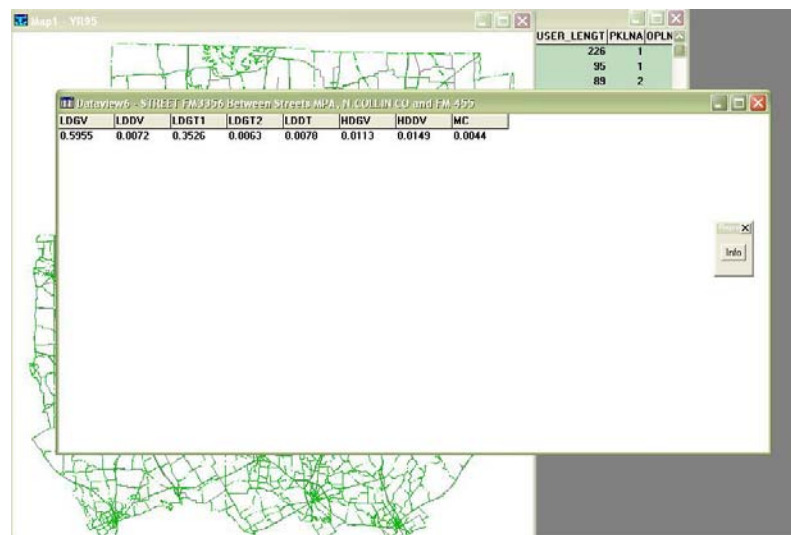 Map1 - YR95
USER_LENGT PKLNA OPLN
226 1
95 1
89 2
Dataview6 - STREET FM3356 Between Streets MPA, N.COLLIN CO and FM 455
LDGV LDDV LDGT1 LDGT2 LDDT HDGV HDDV MC
0.5955 0.0072 0.3526 0.0063 0.0078 0.0113 0.0149 0.0044
Info